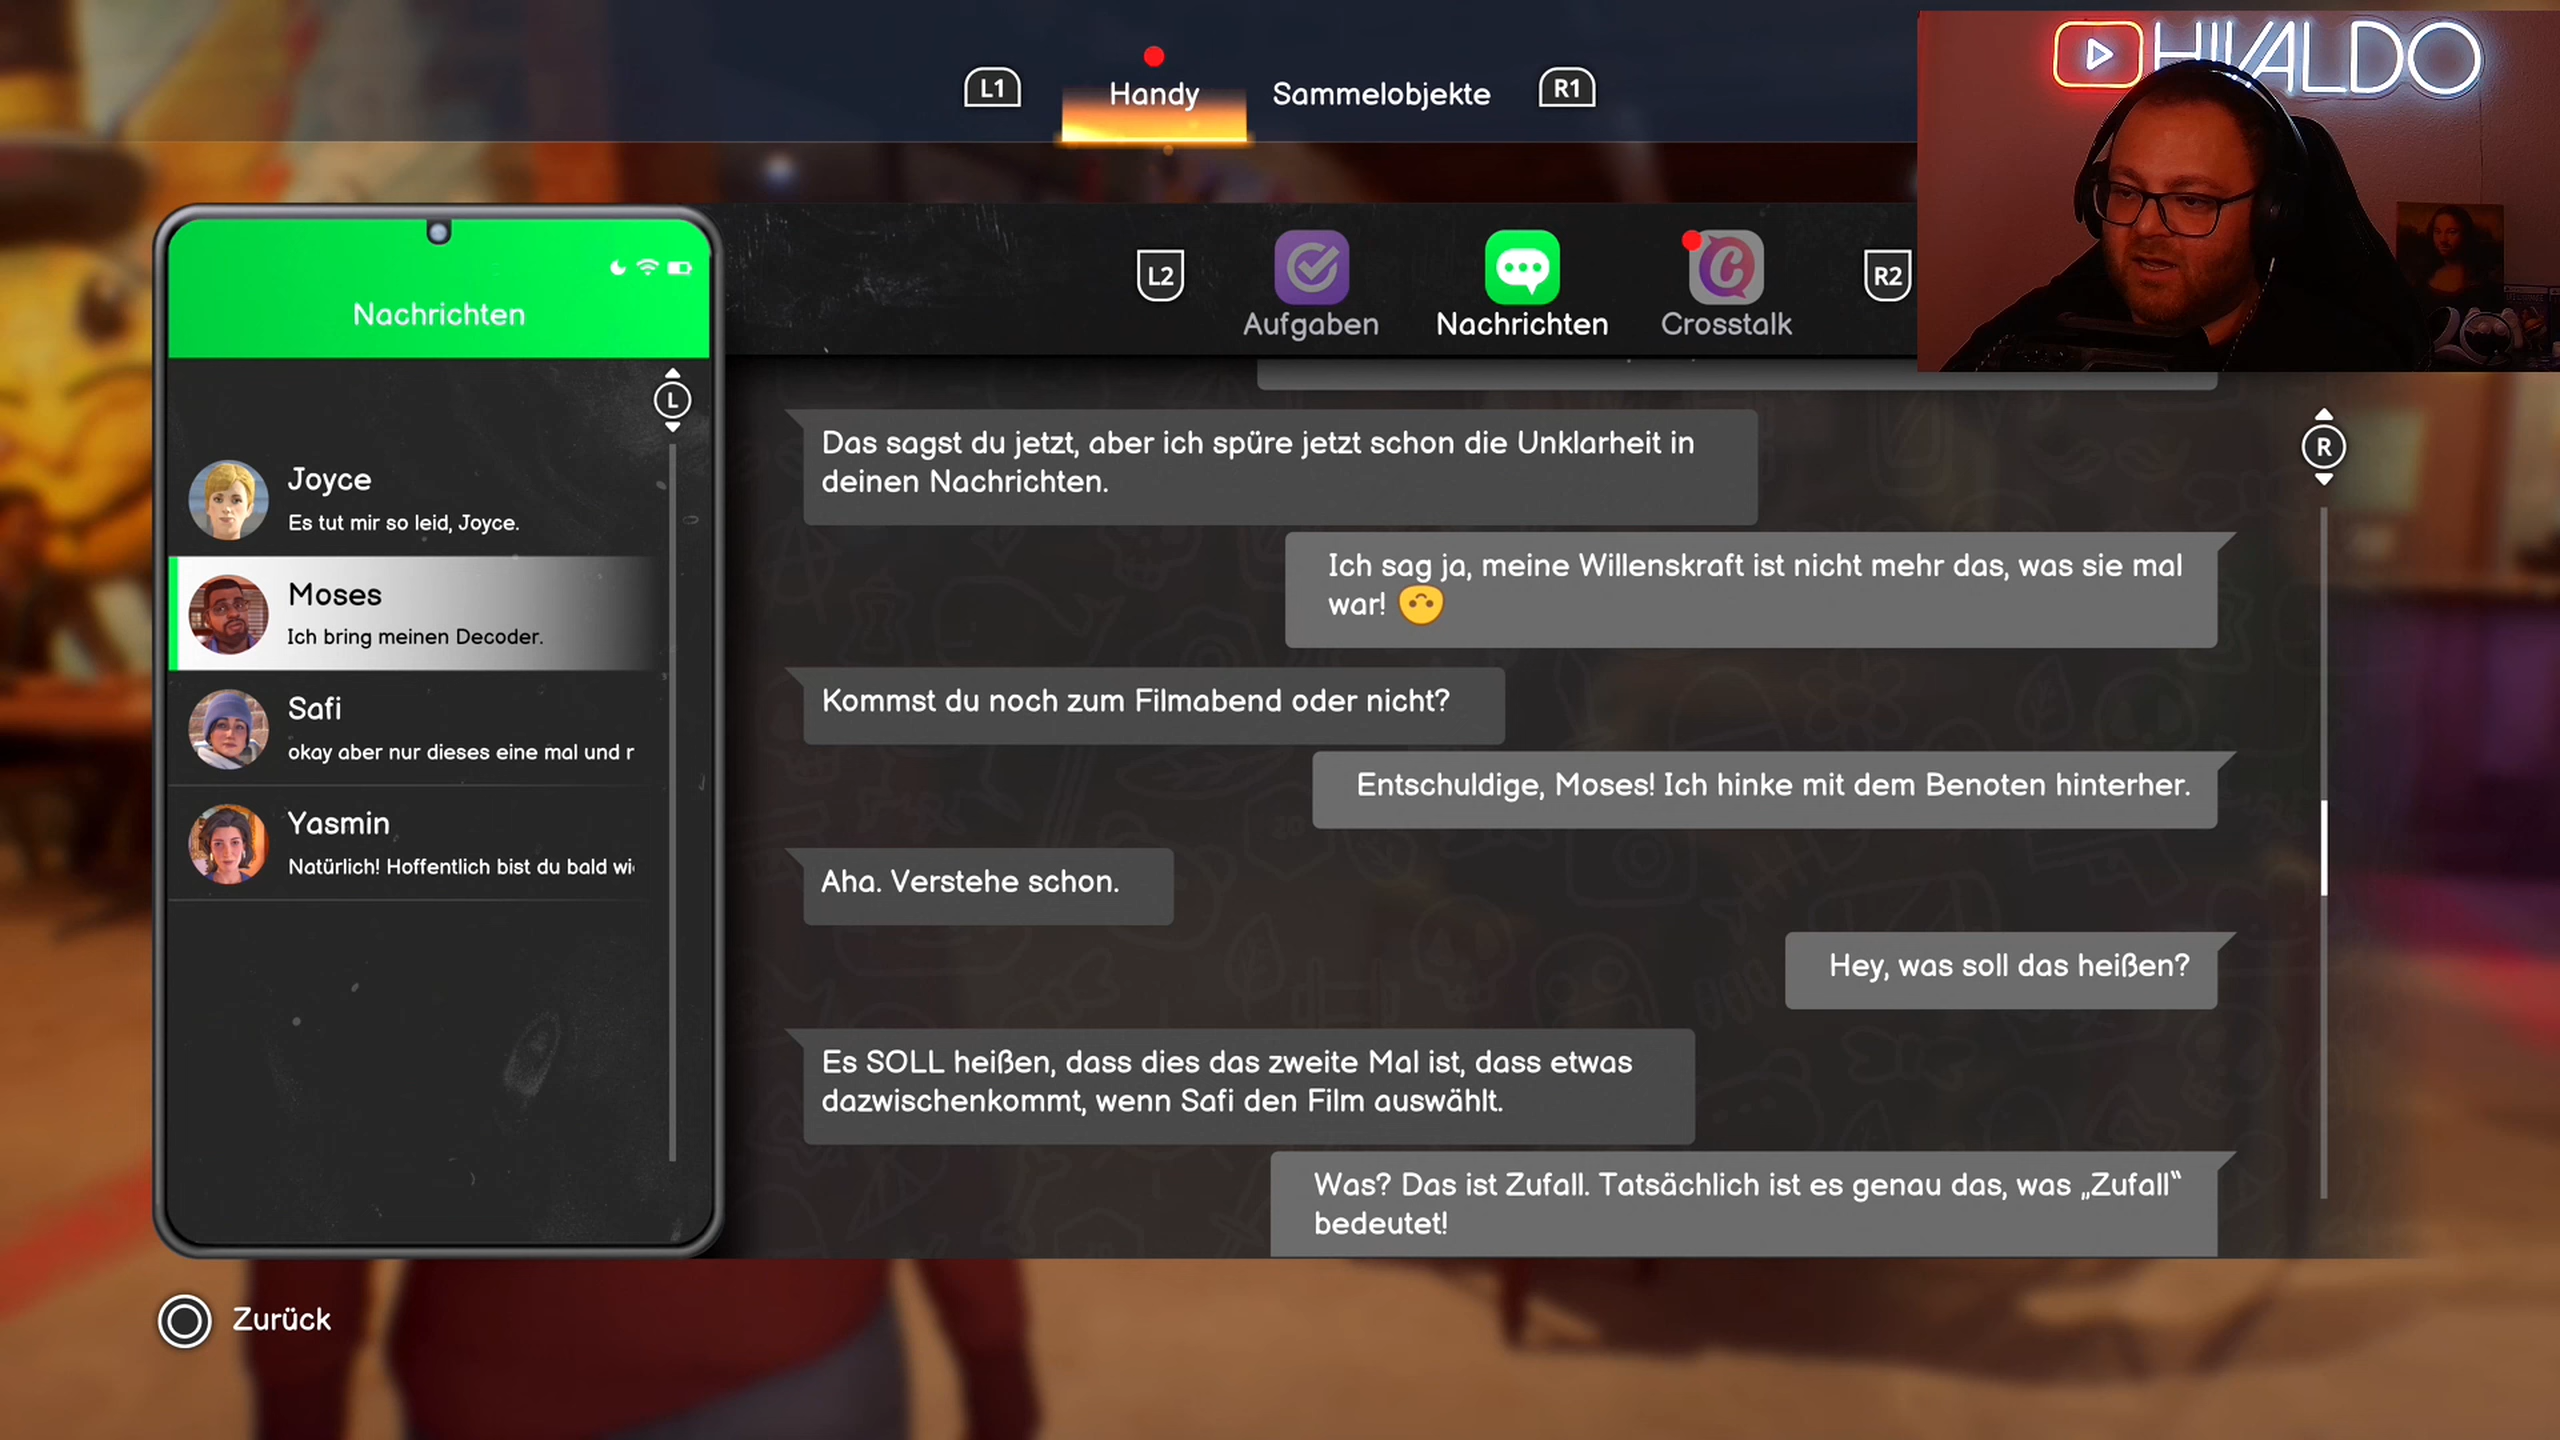 L1
Handy
Sammelobjekte
R1
HIVALDO
Nachrichten
L2
Aufgaben
Nachrichten
Crosstalk
R2
L
Joyce
Es tut mir so leid, Joyce.
Moses
Ich bring meinen Decoder.
Safi
okay aber nur dieses eine mal und r
Yasmin
Natürlich! Hoffentlich bist du bald wi
R
Das sagst du jetzt, aber ich spüre jetzt schon die Unklarheit in
deinen Nachrichten.
Ich sag ja, meine Willenskraft ist nicht mehr das, was sie mal
war! 🙃
Kommst du noch zum Filmabend oder nicht?
Entschuldige, Moses! Ich hinke mit dem Benoten hinterher.
Aha. Verstehe schon.
Hey, was soll das heißen?
Es SOLL heißen, dass dies das zweite Mal ist, dass etwas
dazwischenkommt, wenn Safi den Film auswählt.
Was? Das ist Zufall. Tatsächlich ist es genau das, was „Zufall“
bedeutet!
Zurück